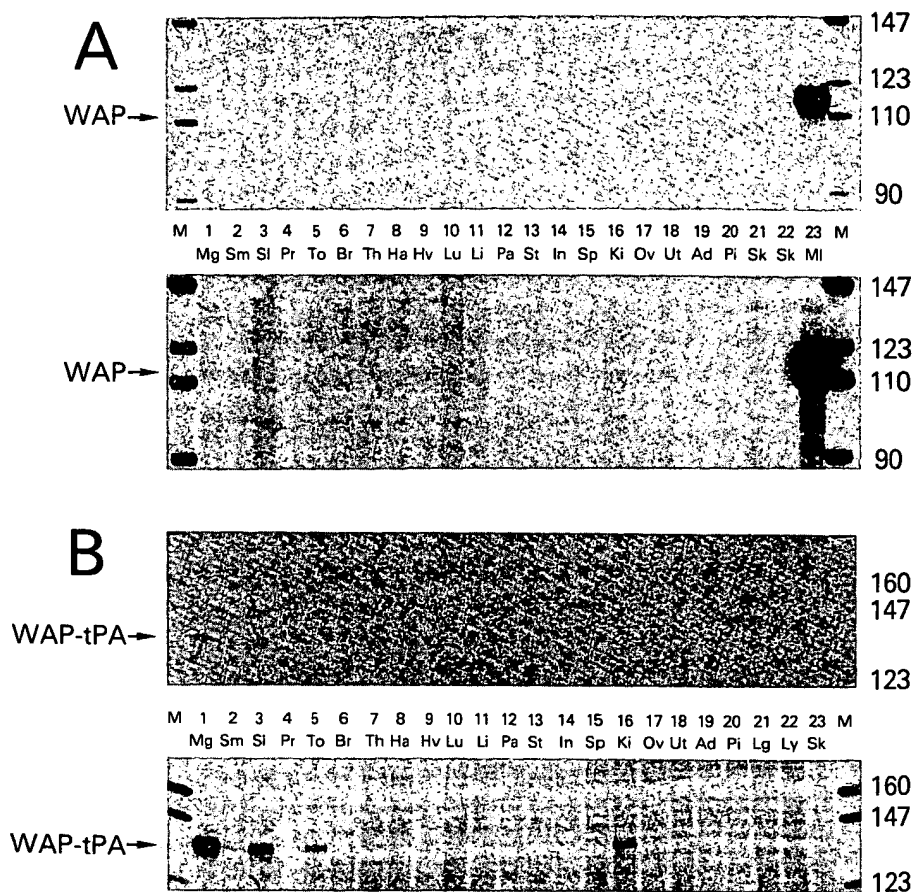 A
147
123
WAP→
110
90
M 1 2 3 4 5 6 7 8 9 10 11 12 13 14 15 16 17 18 19 20 21 22 23 M
Mg Sm Sl Pr To Br Th Ha Hv Lu Li Pa St In Sp Ki Ov Ut Ad Pi Sk Sk Ml
147
123
WAP→
110
90
B
160
147
WAP-tPA→
123
M 1 2 3 4 5 6 7 8 9 10 11 12 13 14 15 16 17 18 19 20 21 22 23 M
Mg Sm Sl Pr To Br Th Ha Hv Lu Li Pa St In Sp Ki Ov Ut Ad Pi Lg Ly Sk
160
147
WAP-tPA→
123